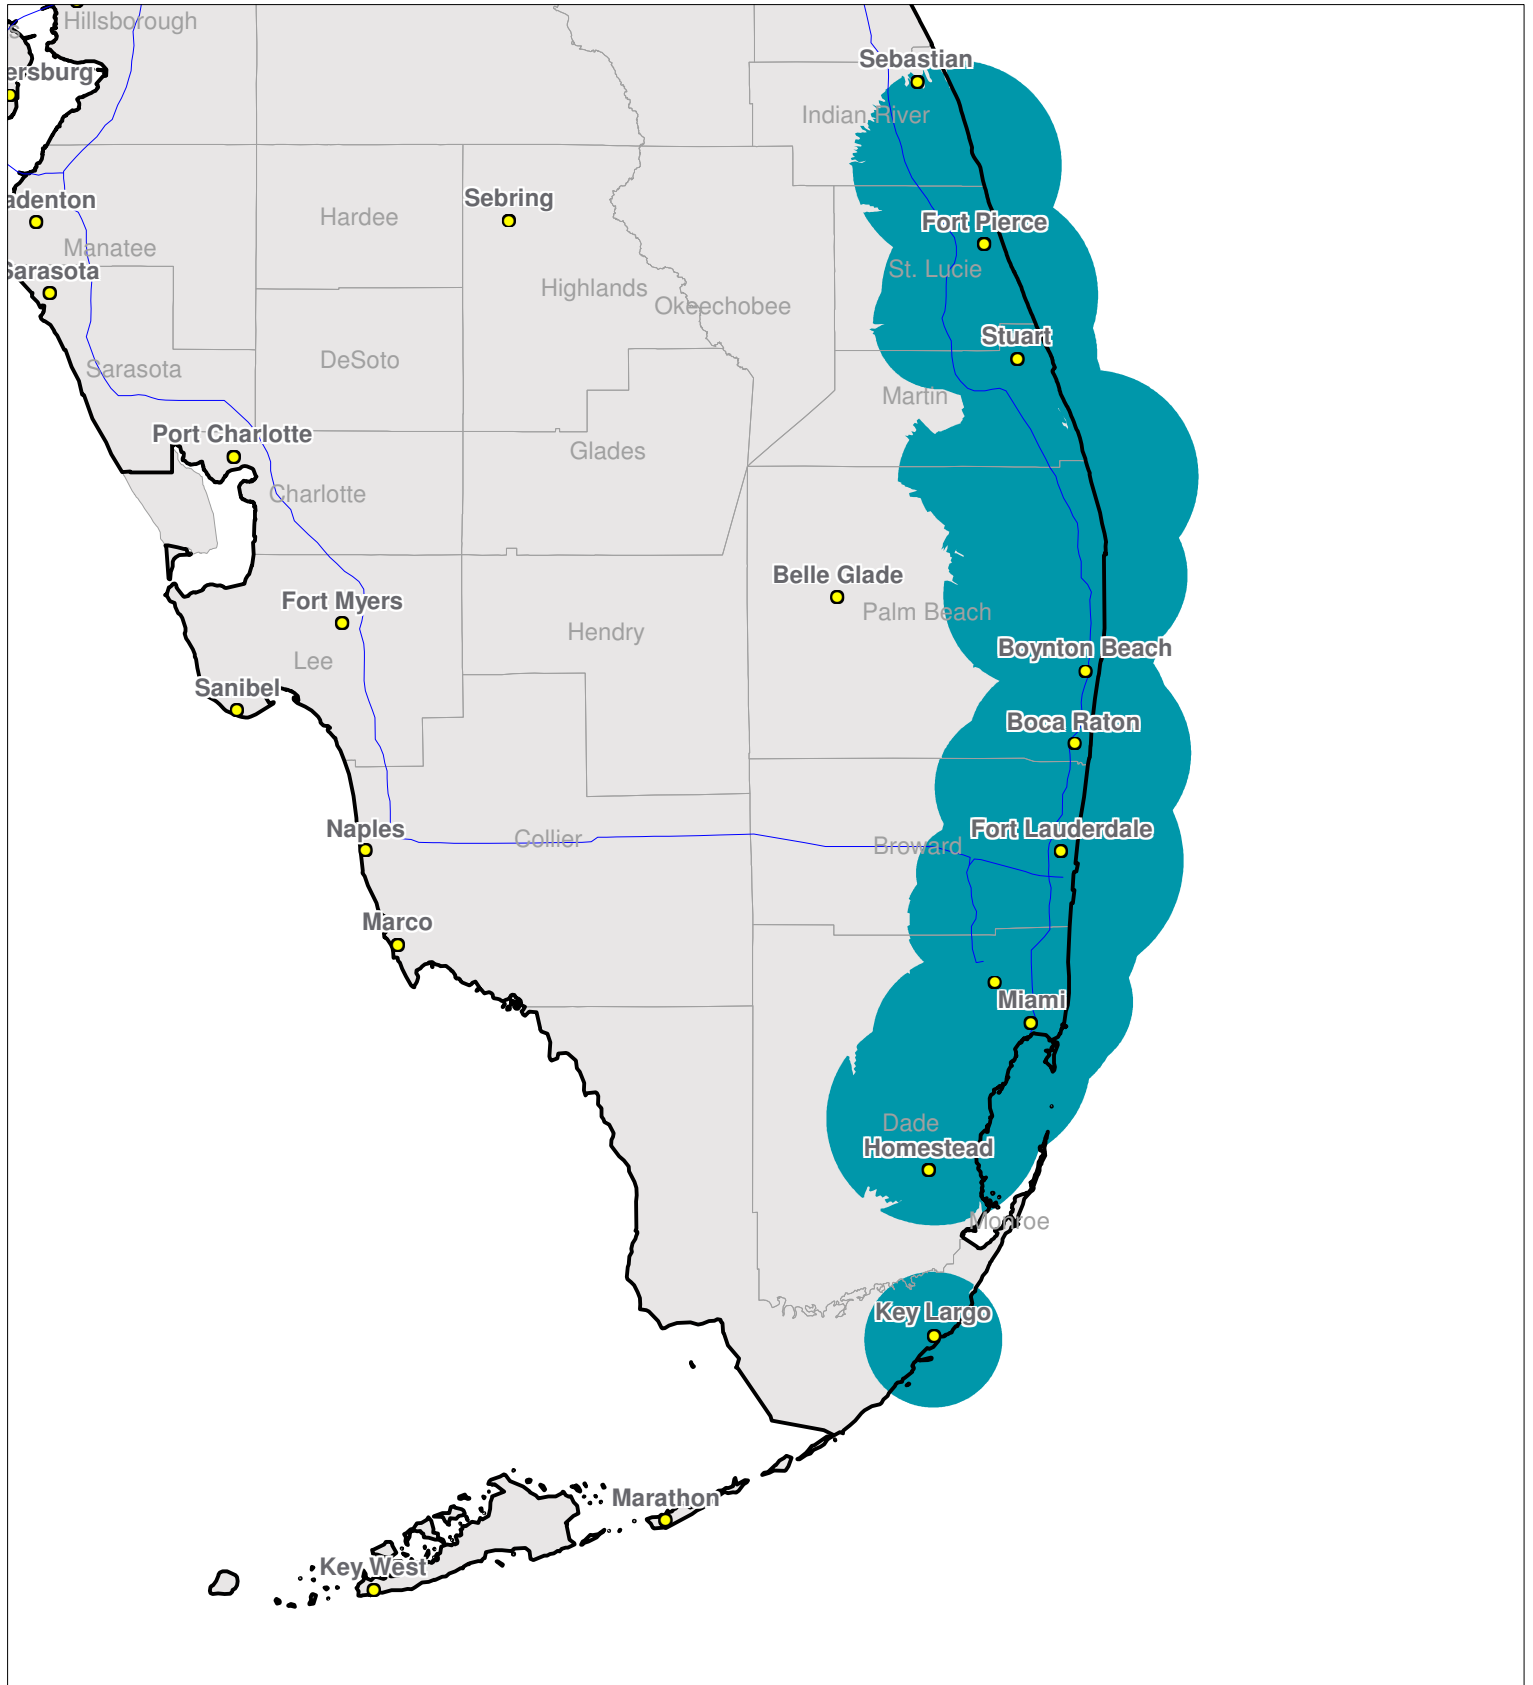 Hillsborough
s
ersburg
Sebastian
Indian River
adenton
Sebring
Hardee
Fort Pierce
Manatee
Sarasota
St. Lucie
Highlands
Okeechobee
Stuart
DeSoto
Sarasota
Martin
Port Charlotte
Glades
Charlotte
Belle Glade
Fort Myers
Palm Beach
Hendry
Boynton Beach
Lee
Sanibel
Boca Raton
Naples
Fort Lauderdale
Collier
Broward
Marco
Miami
Dade
Homestead
Monroe
Key Largo
Marathon
Key West